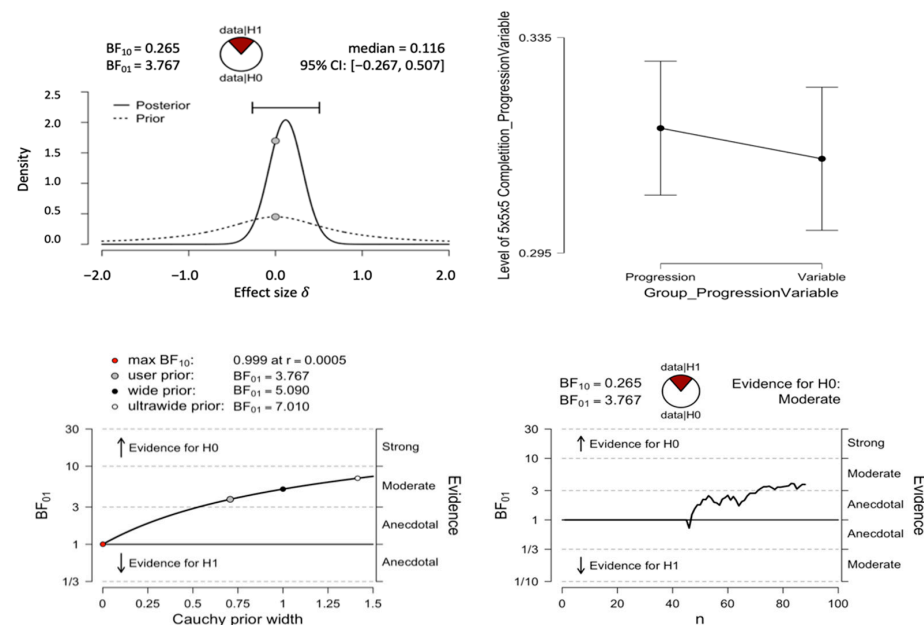 data|H1
BF10 = 0.265
BF01 = 3.767
median = 0.116
95% CI: [−0.267, 0.507]
data|H0
2.5
2.0
1.5
1.0
0.5
0.0
Density
Posterior
Prior
−2.0 −1.0 0.0 1.0 2.0
Effect size δ
0.335
0.295
Level of 5x5x5 Completition_ProgressionVariable
Progression Variable
Group_ProgressionVariable
max BF10: 0.999 at r = 0.0005
user prior: BF01 = 3.767
wide prior: BF01 = 5.090
ultrawide prior: BF01 = 7.010
30
10
3
1
1/3
BF01
↑ Evidence for H0
↓ Evidence for H1
Strong
Moderate
Anecdotal
Anecdotal
Evidence
0 0.25 0.5 0.75 1 1.25 1.5
Cauchy prior width
data|H1
BF10 = 0.265
BF01 = 3.767
data|H0
Evidence for H0:
Moderate
30
10
3
1
1/3
1/10
BF01
↑ Evidence for H0
↓ Evidence for H1
Strong
Moderate
Anecdotal
Anecdotal
Moderate
Evidence
0 20 40 60 80 100
n